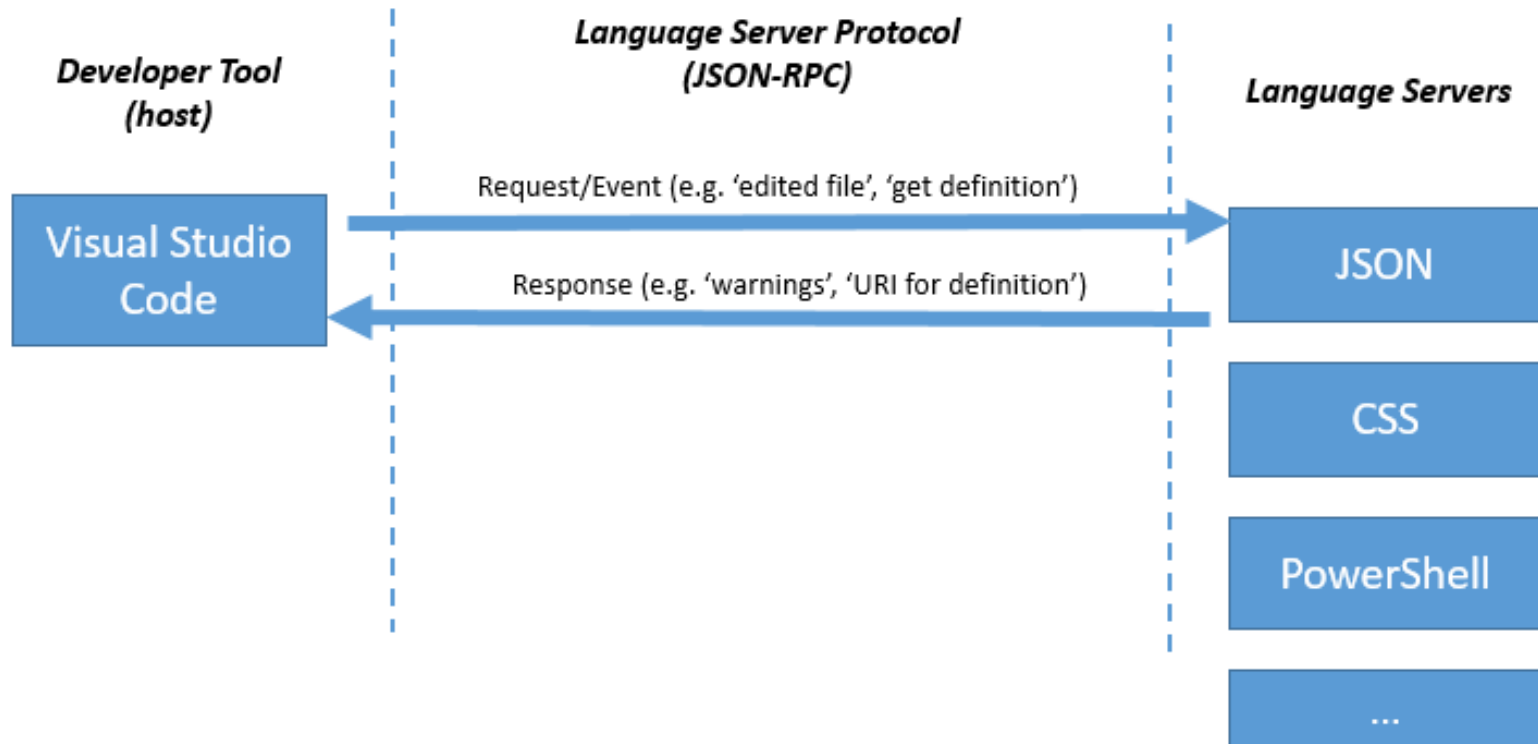 Developer Tool
(host)
Language Server Protocol
(JSON-RPC)
Language Servers
Request/Event (e.g. ‘edited file’, ‘get definition’)
Visual Studio
Code
Response (e.g. ‘warnings’, ‘URI for definition’)
JSON
CSS
PowerShell
...